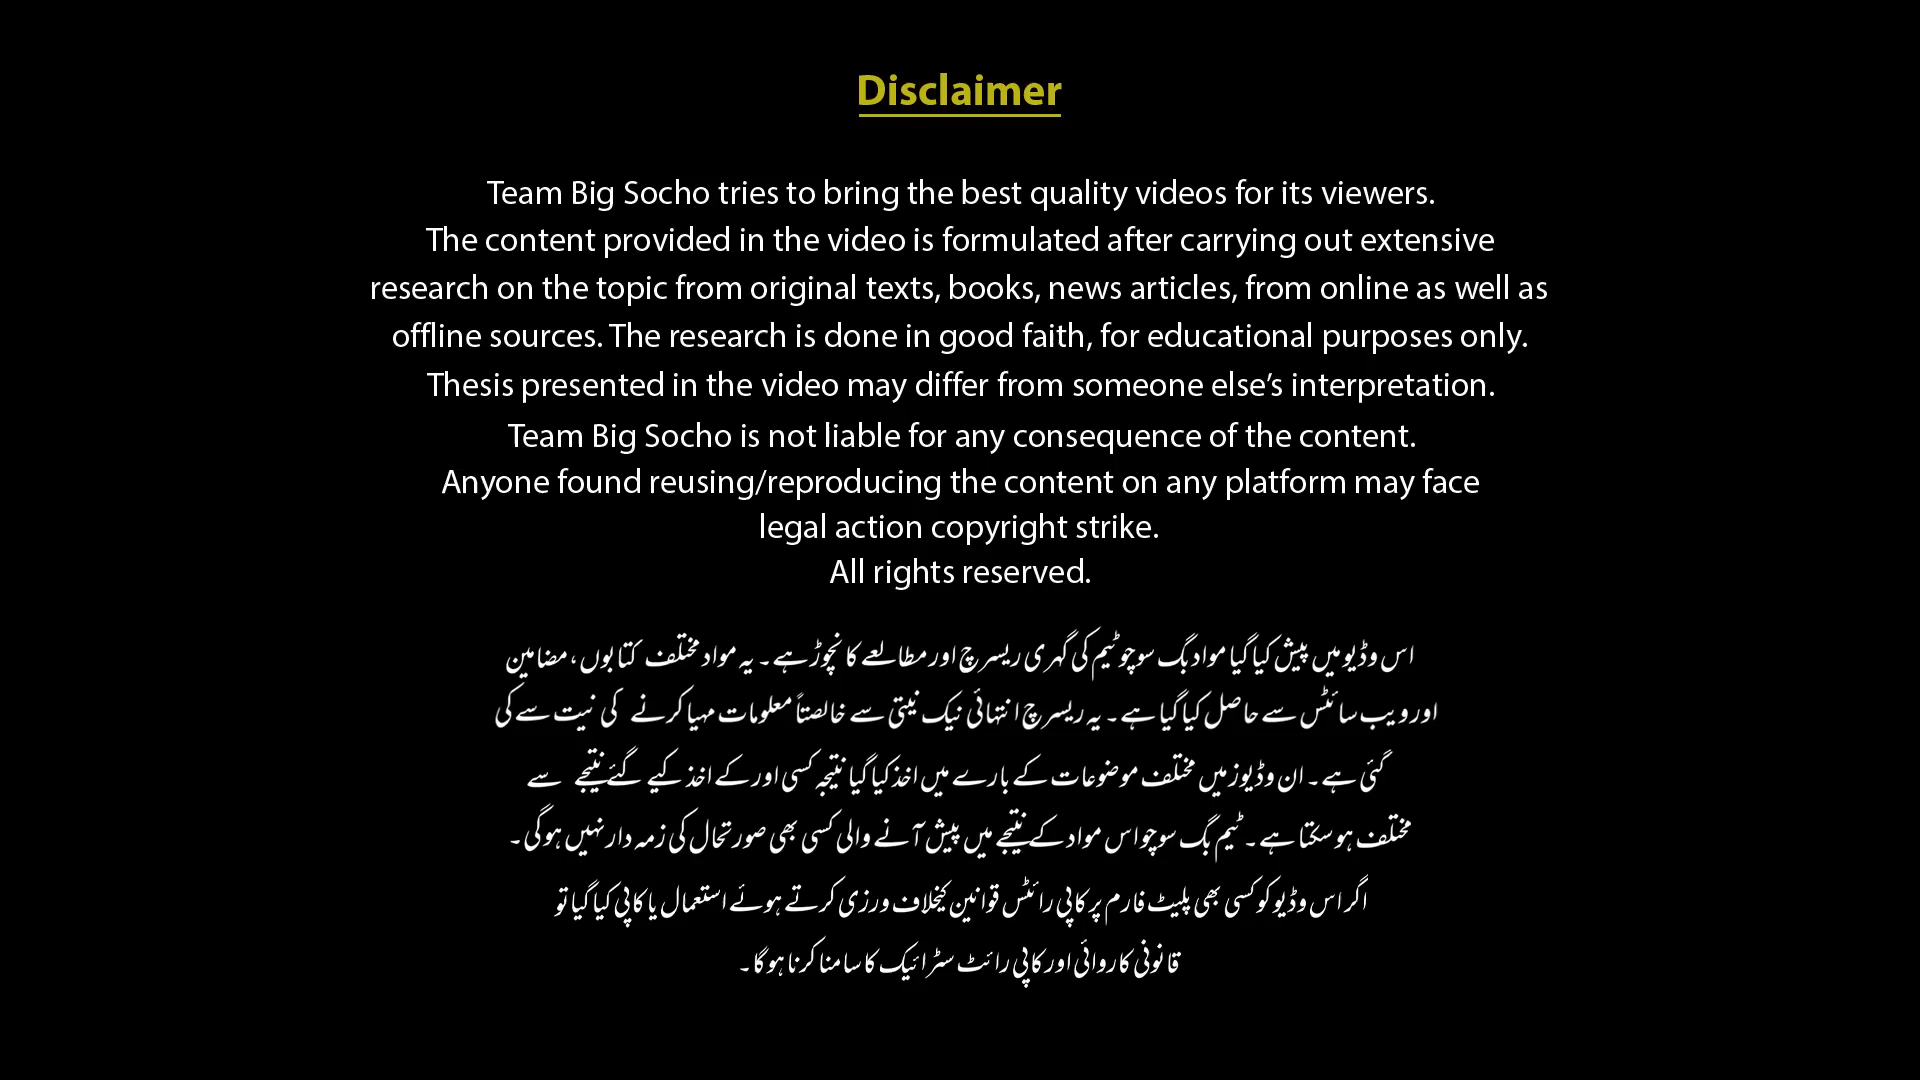 Disclaimer
Team Big Socho tries to bring the best quality videos for its viewers.
The content provided in the video is formulated after carrying out extensive
research on the topic from original texts, books, news articles, from online as well as
offline sources. The research is done in good faith, for educational purposes only.
Thesis presented in the video may differ from someone else’s interpretation.
Team Big Socho is not liable for any consequence of the content.
Anyone found reusing/reproducing the content on any platform may face
legal action copyright strike.
All rights reserved.
اس وڈیو میں پیش کیا گیا مواد بگ سوچو ٹیم کی گہری ریسرچ اور مطالعے کا نچوڑ ہے۔ یہ مواد مختلف کتابوں، مضامین
اور ویب سائٹس سے حاصل کیا گیا ہے۔ یہ ریسرچ انتہائی نیک نیتی سے خالصتاً معلومات مہیا کرنے کی نیت سے کی
گئی ہے۔ ان وڈیوز میں مختلف موضوعات کے بارے میں اخذ کیا گیا نتیجہ کسی اور کے اخذ کیے گئے نتیجے سے
مختلف ہو سکتا ہے۔ ٹیم بگ سوچو اس مواد کے نتیجے میں پیش آنے والی کسی بھی صورتحال کی زمہ دار نہیں ہوگی۔
اگر اس وڈیو کو کسی بھی پلیٹ فارم پر کاپی رائٹس قوانین کیخلاف ورزی کرتے ہوئے استعمال یا کاپی کیا گیا تو
قانونی کاروائی اور کاپی رائٹ سٹرائیک کا سامنا کرنا ہوگا۔